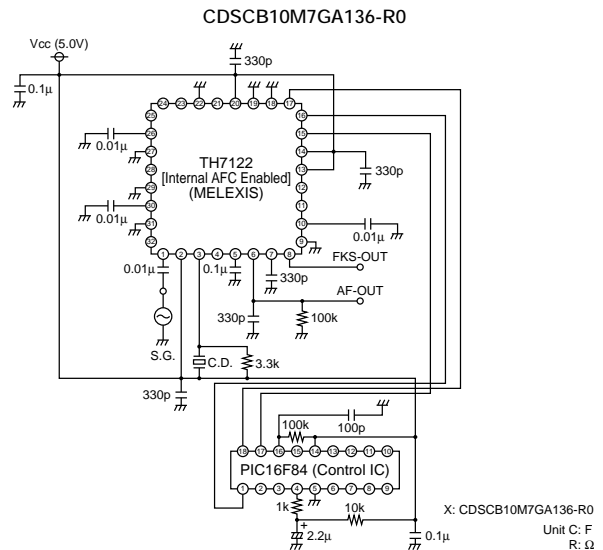 CDSCB10M7GA136-R0
Vcc (5.0V)
330p
0.1μ
24 23 22 21 20 19 18 17
25 16
26 15
0.01μ
27 14
28 13
29 12
30 11
0.01μ
31 10
32 9
TH7122
[Internal AFC Enabled]
(MELEXIS)
330p
0.01μ
1 2 3 4 5 6 7 8
FKS-OUT
0.01μ
0.1μ
330p
AF-OUT
330p
100k
S.G.
C.D.
3.3k
330p
100p
100k
18 17 16 15 14 13 12 11 10
PIC16F84 (Control IC)
1 2 3 4 5 6 7 8 9
1k
10k
+
2.2μ
0.1μ
X: CDSCB10M7GA136-R0
Unit C: F
R: Ω